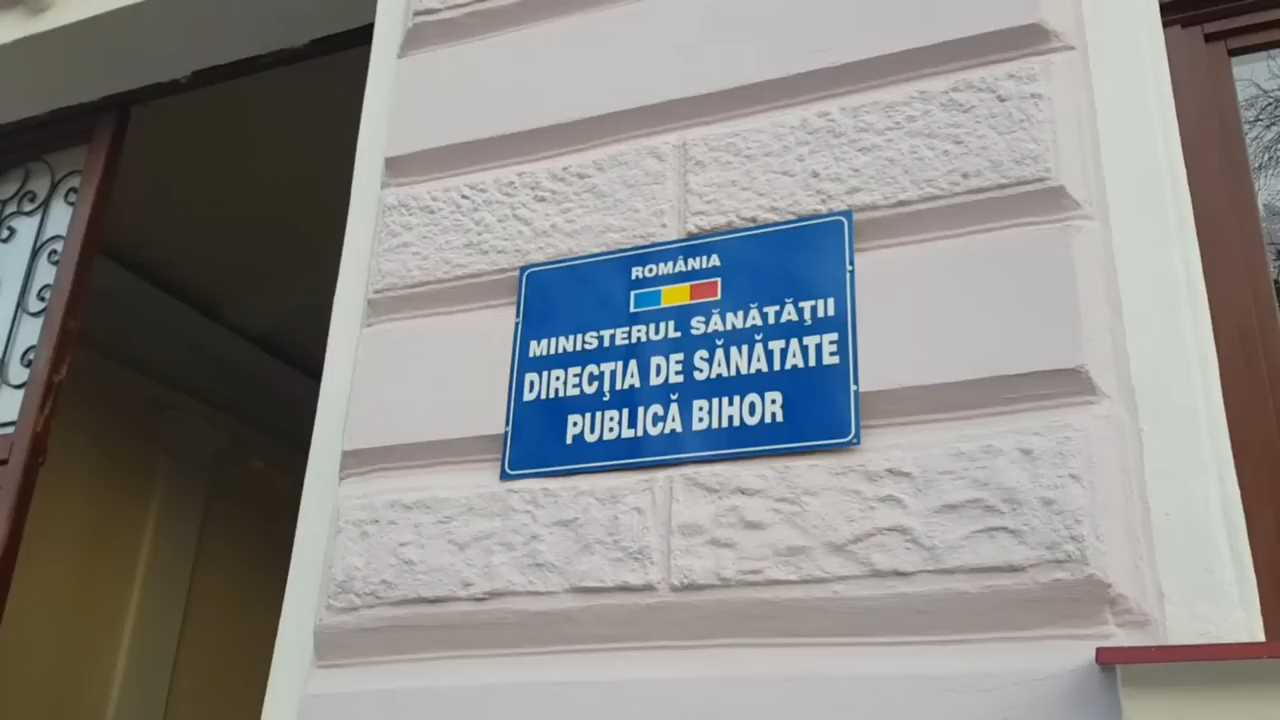 ROMÂNIA
MINISTERUL SĂNĂTĂŢII
DIRECŢIA DE SĂNĂTATE
PUBLICĂ BIHOR